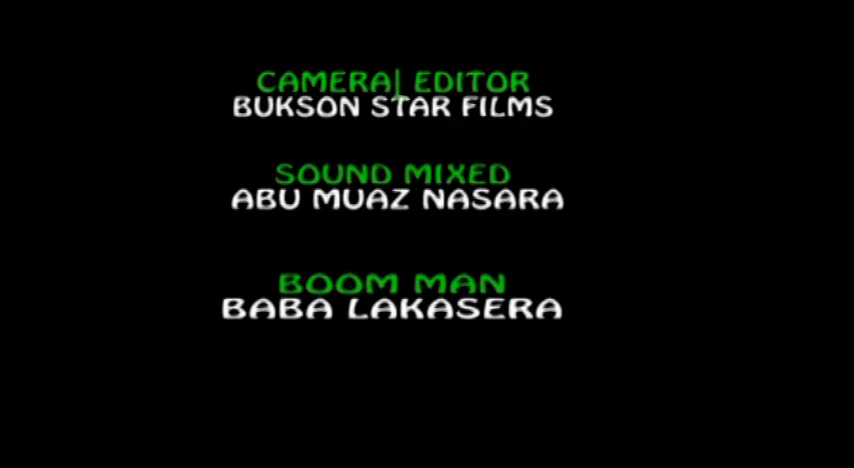 CAMERA| EDITOR
BUKSON STAR FILMS
SOUND MIXED
ABU MUAZ NASARA
BOOM MAN
BABA LAKASERA